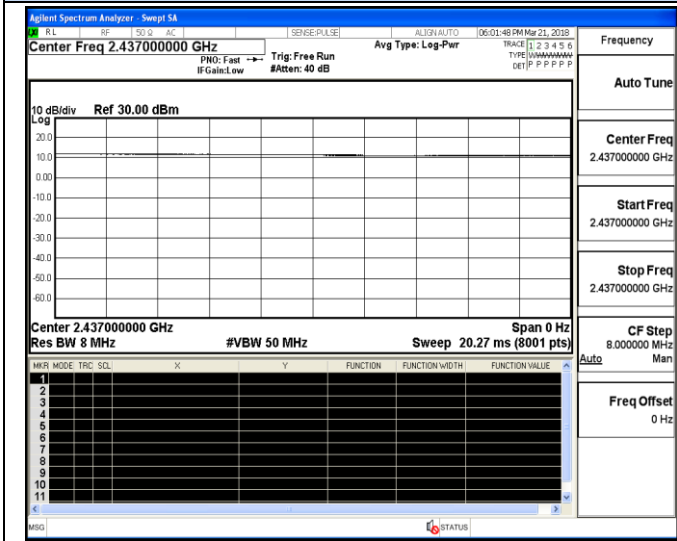 Agilent Spectrum Analyzer - Swept SA
RL RF 50 Ω AC SENSE:PULSE ALIGN AUTO 06:01:48 PM Mar 21, 2018
Center Freq 2.437000000 GHz
PNO: Fast
IFGain:Low
Trig: Free Run
#Atten: 40 dB
Avg Type: Log-Pwr
TRACE 1 2 3 4 5 6
TYPE
DET P P P P P P
10 dB/div Ref 30.00 dBm
Log
20.0
10.0
0.00
-10.0
-20.0
-30.0
-40.0
-50.0
-60.0
Center 2.437000000 GHz Span 0 Hz
Res BW 8 MHz #VBW 50 MHz Sweep 20.27 ms (8001 pts)
MKR MODE TRC SCL X Y FUNCTION FUNCTION WIDTH FUNCTION VALUE
1
2
3
4
5
6
7
8
9
10
11
MSG STATUS
Frequency
Auto Tune
Center Freq
2.437000000 GHz
Start Freq
2.437000000 GHz
Stop Freq
2.437000000 GHz
CF Step
8.000000 MHz
Auto Man
Freq Offset
0 Hz